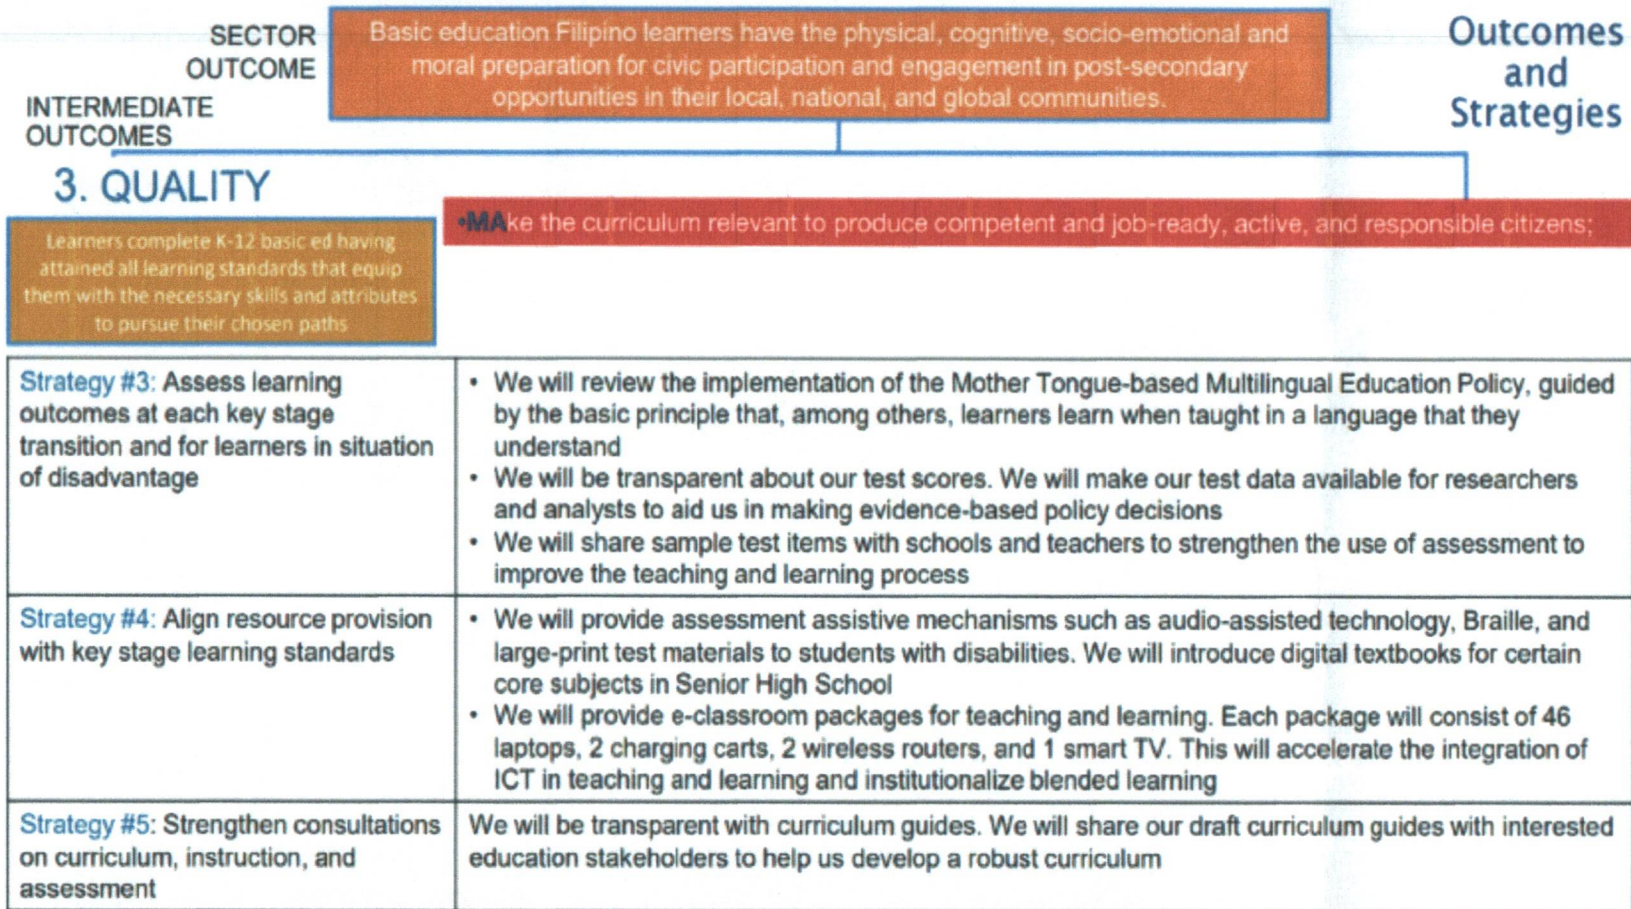 SECTOR
OUTCOME
Basic education Filipino learners have the physical, cognitive, socio-emotional and
moral preparation for civic participation and engagement in post-secondary
opportunities in their local, national, and global communities.
Outcomes
and
Strategies
INTERMEDIATE
OUTCOMES
3. QUALITY
Learners complete K-12 basic ed having
attained all learning standards that equip
them with the necessary skills and attributes
to pursue their chosen paths
•MAke the curriculum relevant to produce competent and job-ready, active, and responsible citizens;
Strategy #3: Assess learning
outcomes at each key stage
transition and for learners in situation
of disadvantage
• We will review the implementation of the Mother Tongue-based Multilingual Education Policy, guided
by the basic principle that, among others, learners learn when taught in a language that they
understand
• We will be transparent about our test scores. We will make our test data available for researchers
and analysts to aid us in making evidence-based policy decisions
• We will share sample test items with schools and teachers to strengthen the use of assessment to
improve the teaching and learning process
Strategy #4: Align resource provision
with key stage learning standards
• We will provide assessment assistive mechanisms such as audio-assisted technology, Braille, and
large-print test materials to students with disabilities. We will introduce digital textbooks for certain
core subjects in Senior High School
• We will provide e-classroom packages for teaching and learning. Each package will consist of 46
laptops, 2 charging carts, 2 wireless routers, and 1 smart TV. This will accelerate the integration of
ICT in teaching and learning and institutionalize blended learning
Strategy #5: Strengthen consultations
on curriculum, instruction, and
assessment
We will be transparent with curriculum guides. We will share our draft curriculum guides with interested
education stakeholders to help us develop a robust curriculum